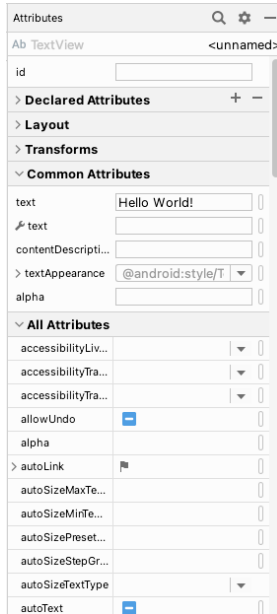 Attributes
Ab TextView <unnamed>
id
Declared Attributes
Layout
Transforms
Common Attributes
text Hello World!
text
contentDescripti...
textAppearance @android:style/T
alpha
All Attributes
accessibilityLiv...
accessibilityTra...
accessibilityTra...
allowUndo
alpha
autoLink
autoSizeMaxTe...
autoSizeMinTe...
autoSizePreset...
autoSizeStepGr...
autoSizeTextType
autoText